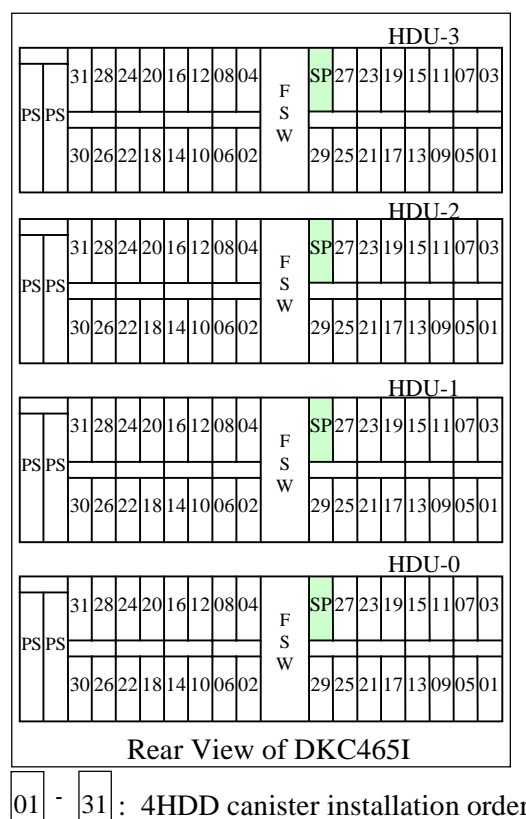 HDU-3
31 28 24 20 16 12 08 04 SP 27 23 19 15 11 07 03
PS PS FSW
30 26 22 18 14 10 06 02 29 25 21 17 13 09 05 01
HDU-2
31 28 24 20 16 12 08 04 SP 27 23 19 15 11 07 03
PS PS FSW
30 26 22 18 14 10 06 02 29 25 21 17 13 09 05 01
HDU-1
31 28 24 20 16 12 08 04 SP 27 23 19 15 11 07 03
PS PS FSW
30 26 22 18 14 10 06 02 29 25 21 17 13 09 05 01
HDU-0
31 28 24 20 16 12 08 04 SP 27 23 19 15 11 07 03
PS PS FSW
30 26 22 18 14 10 06 02 29 25 21 17 13 09 05 01
Rear View of DKC465I
01 - 31 : 4HDD canister installation order